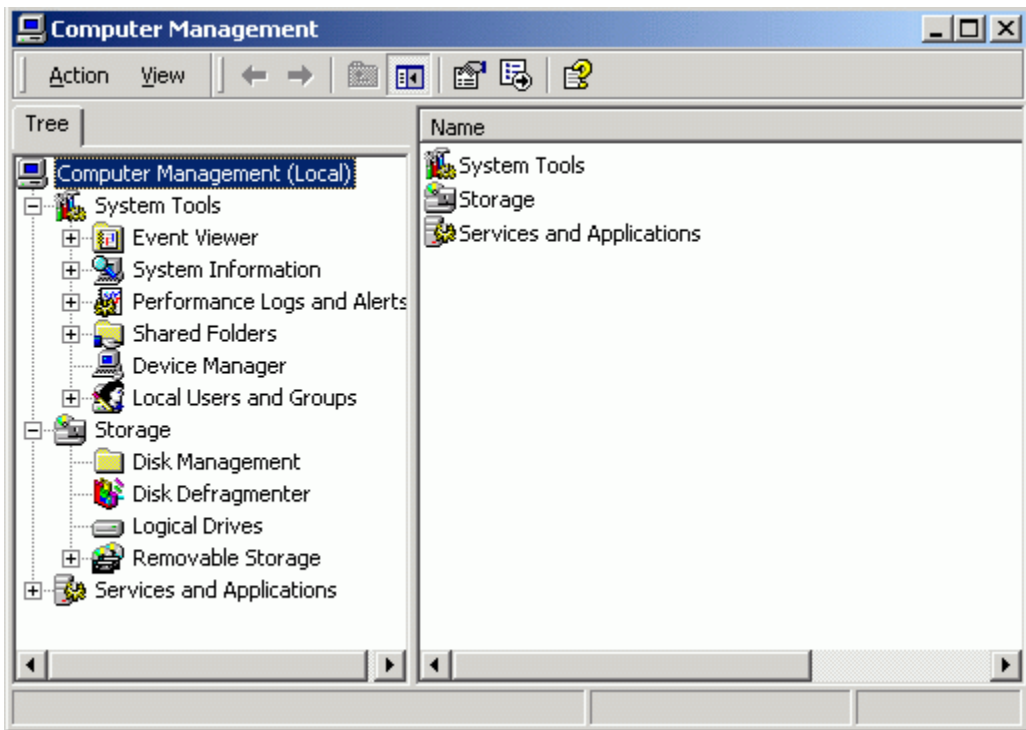 Computer Management
Action View
Tree
Name
Computer Management (Local)
System Tools
Event Viewer
System Information
Performance Logs and Alerts
Shared Folders
Device Manager
Local Users and Groups
Storage
Disk Management
Disk Defragmenter
Logical Drives
Removable Storage
Services and Applications
System Tools
Storage
Services and Applications